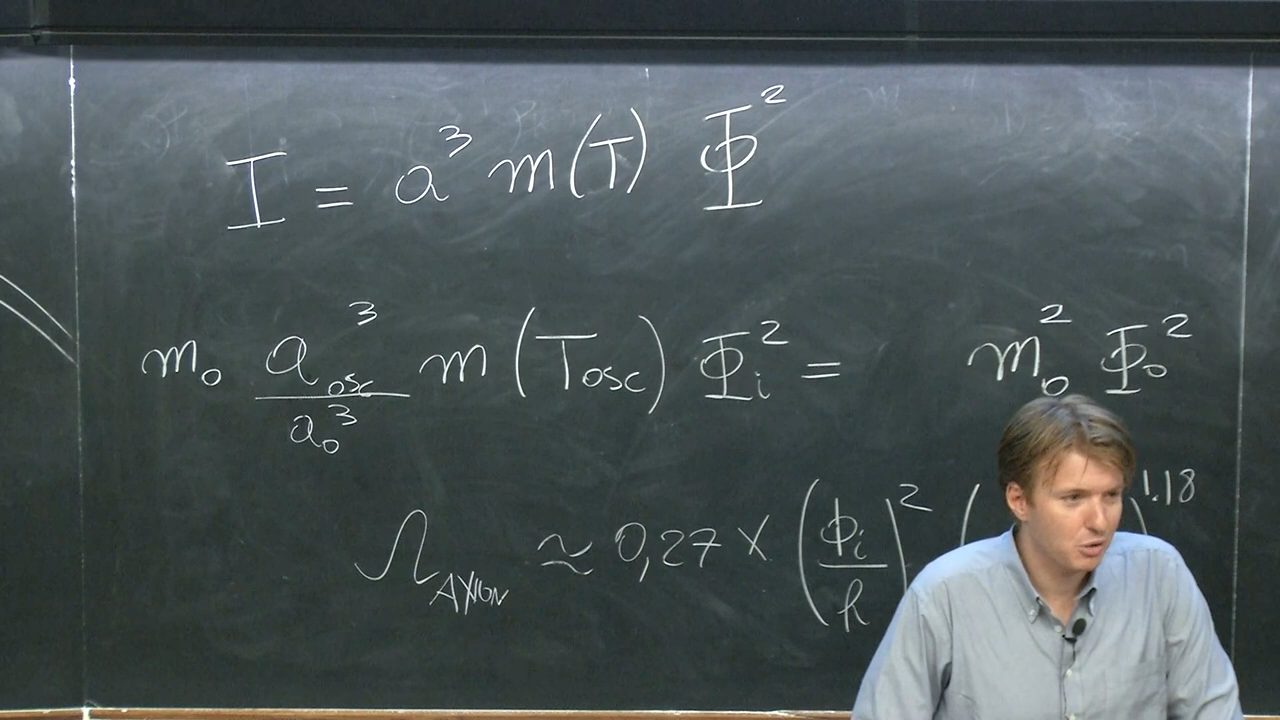 I = a³ m(T) Φ²
m₀ a³osc / a₀³ m(Tosc) Φᵢ² = m₀² Φ₀²
Ω_AXION ≈ 0,27 × (ϕᵢ / f)² ( )^1.18